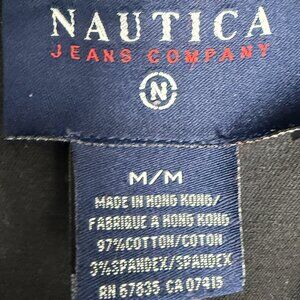 NAUTICA
JEANS COMPANY
N
M/M
MADE IN HONG KONG/
FABRIQUE A HONG KONG
97%COTTON/COTON
3%SPANDEX/SPANDEX
RN 67835 CA 07415